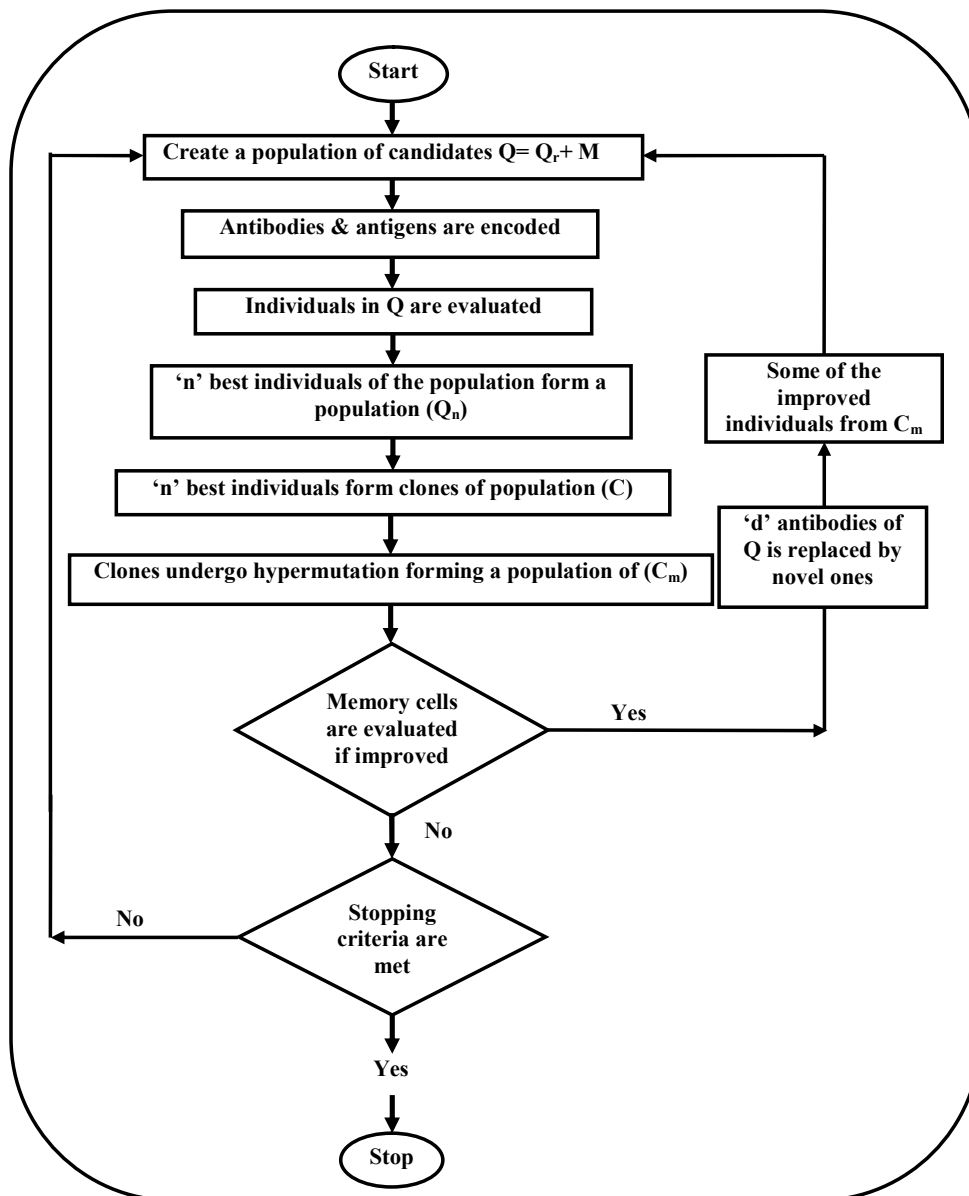 Start
Create a population of candidates Q= Qr+ M
Antibodies & antigens are encoded
Individuals in Q are evaluated
‘n’ best individuals of the population form a
population (Qn)
‘n’ best individuals form clones of population (C)
Clones undergo hypermutation forming a population of (Cm)
Some of the
improved
individuals from Cm
‘d’ antibodies of
Q is replaced by
novel ones
Memory cells
are evaluated
if improved
Yes
No
Stopping
criteria are
met
No
Yes
Stop